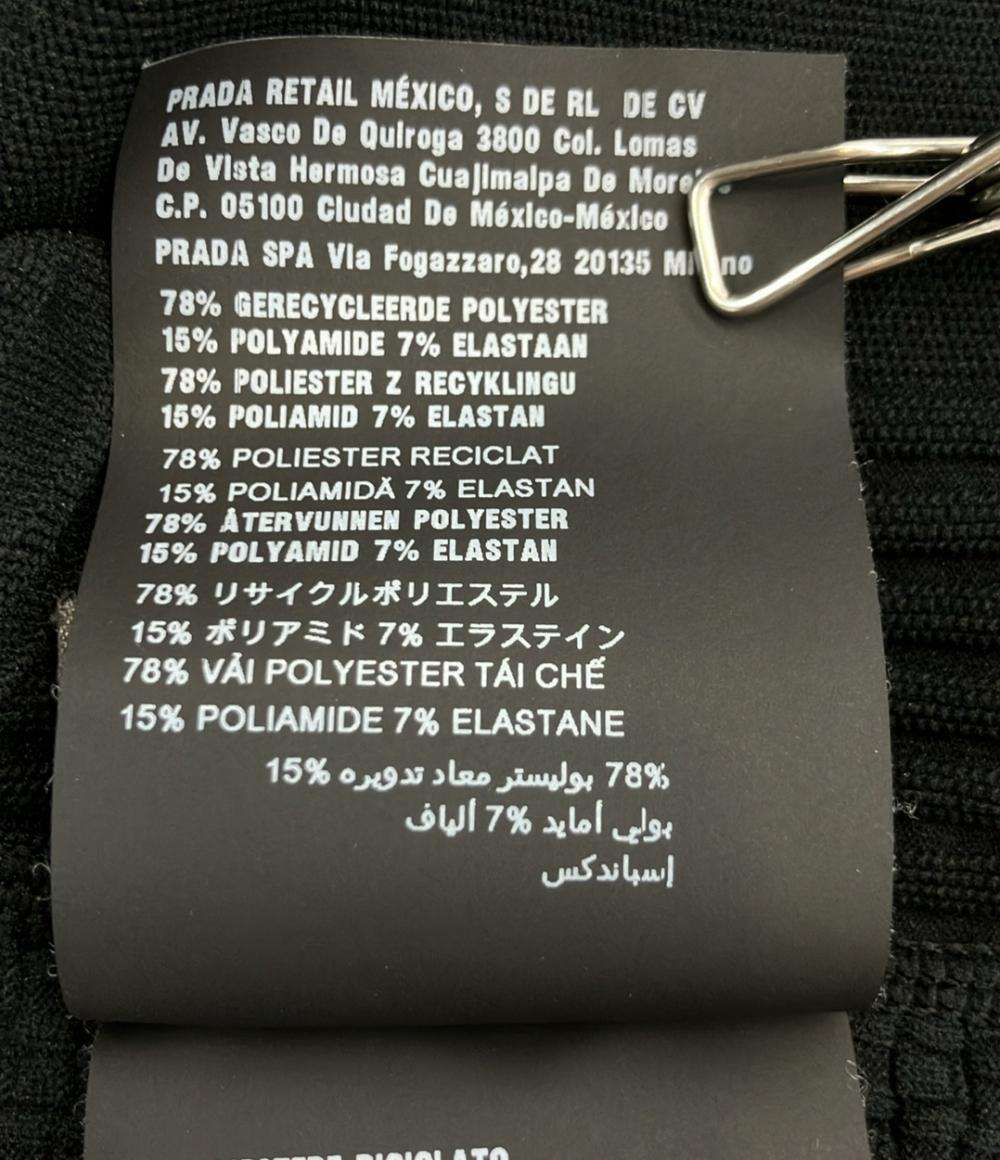 PRADA RETAIL MÉXICO, S DE RL DE CV
AV. Vasco De Quiroga 3800 Col. Lomas
De Vista Hermosa Cuajimalpa De
C.P. 05100 Ciudad De México-México
PRADA SPA Via Fogazzaro,28 20135
78% GERECYCLEERDE POLYESTER
15% POLYAMIDE 7% ELASTAAN
78% POLIESTER Z RECYKLINGU
15% POLIAMID 7% ELASTAN
78% POLIESTER RECICLAT
15% POLIAMIDĂ 7% ELASTAN
78% ÅTERVUNNEN POLYESTER
15% POLYAMID 7% ELASTAN
78% リサイクルポリエステル
15% ポリアミド 7% エラステイン
78% VẢI POLYESTER TÁI CHẾ
15% POLIAMIDE 7% ELASTANE
78% بوليستر معاد تدويره 15%
بولي أمايد 7% ألياف
إسباندكس